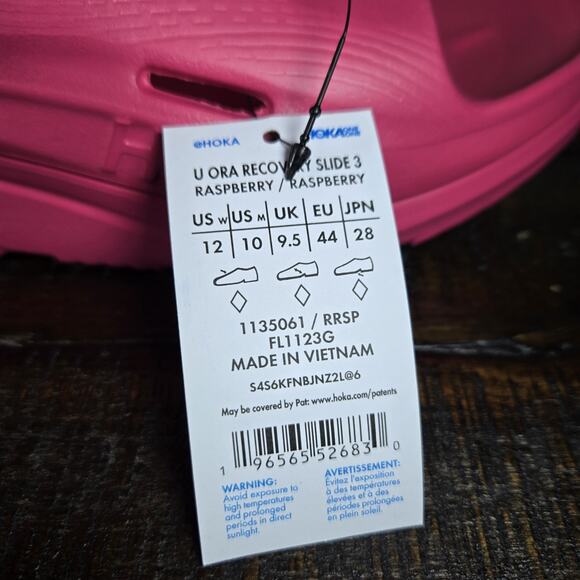 @HOKA HOKA ONE ONE
U ORA RECOVERY SLIDE 3
RASPBERRY / RASPBERRY
US W US M UK EU JPN
12 10 9.5 44 28
1135061 / RRSP
FL1123G
MADE IN VIETNAM
S4S6KFNBJNZ2L@6
May be covered by Pat: www.hoka.com/patents
1 96565 52683 0
WARNING:
Avoid exposure to
high temperatures
and prolonged
periods in direct
sunlight.
AVERTISSEMENT:
Évitez l'exposition
à des températures
élevées et à des
périodes prolongées
en plein soleil.